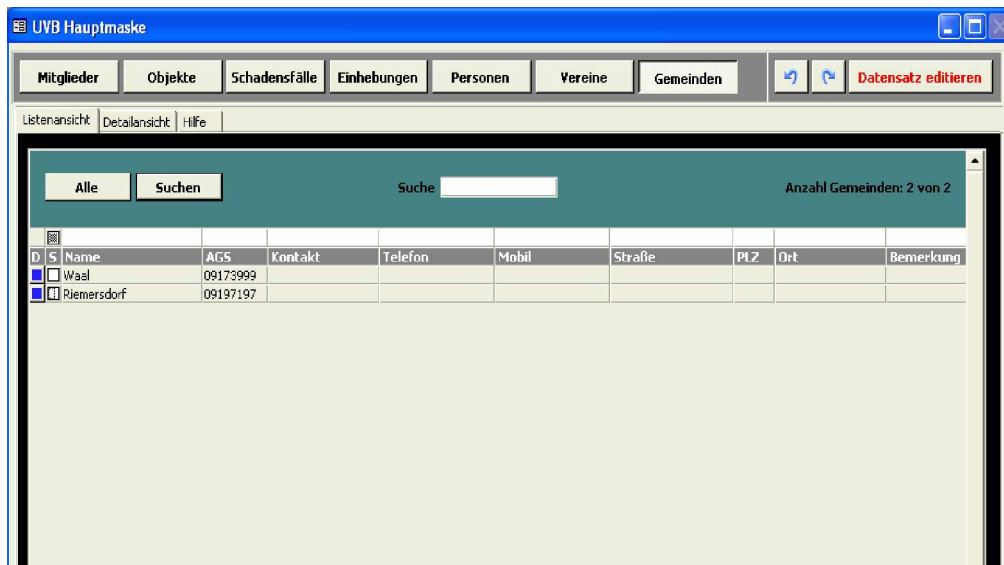 UVB Hauptmaske
Mitglieder Objekte Schadensfälle Einhebungen Personen Vereine Gemeinden Datensatz editieren
Listenansicht Detailansicht Hilfe
Alle Suchen Suche Anzahl Gemeinden: 2 von 2
D S Name AGS Kontakt Telefon Mobil Straße PLZ Ort Bemerkung
Waal 09173999
Riemersdorf 09197197